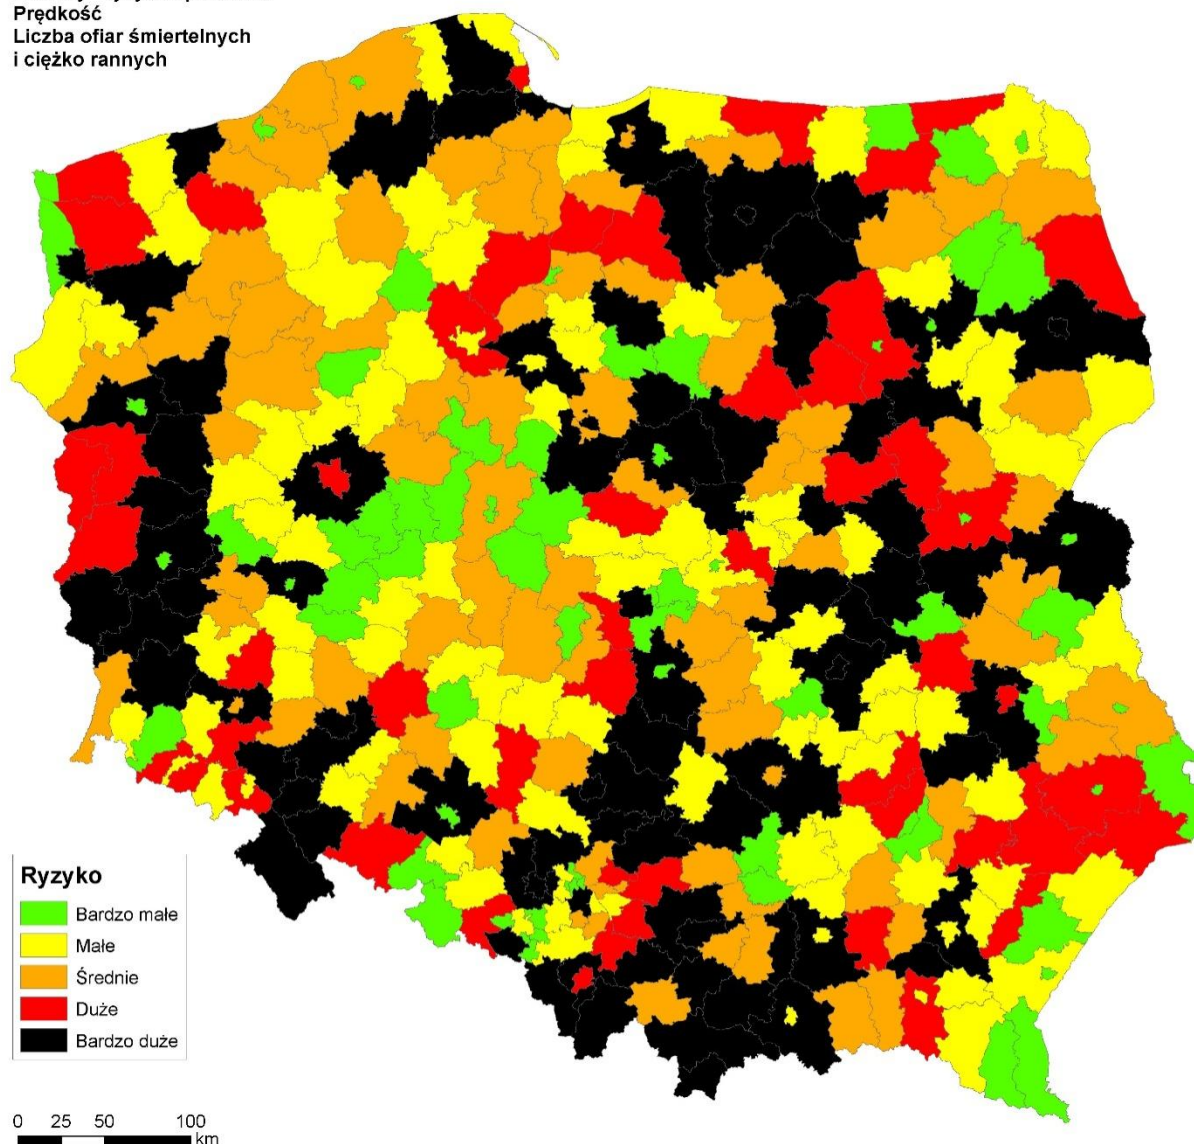 Prędkość
Liczba ofiar śmiertelnych
i ciężko rannych
Ryzyko
Bardzo małe
Małe
Średnie
Duże
Bardzo duże
0 25 50 100
km